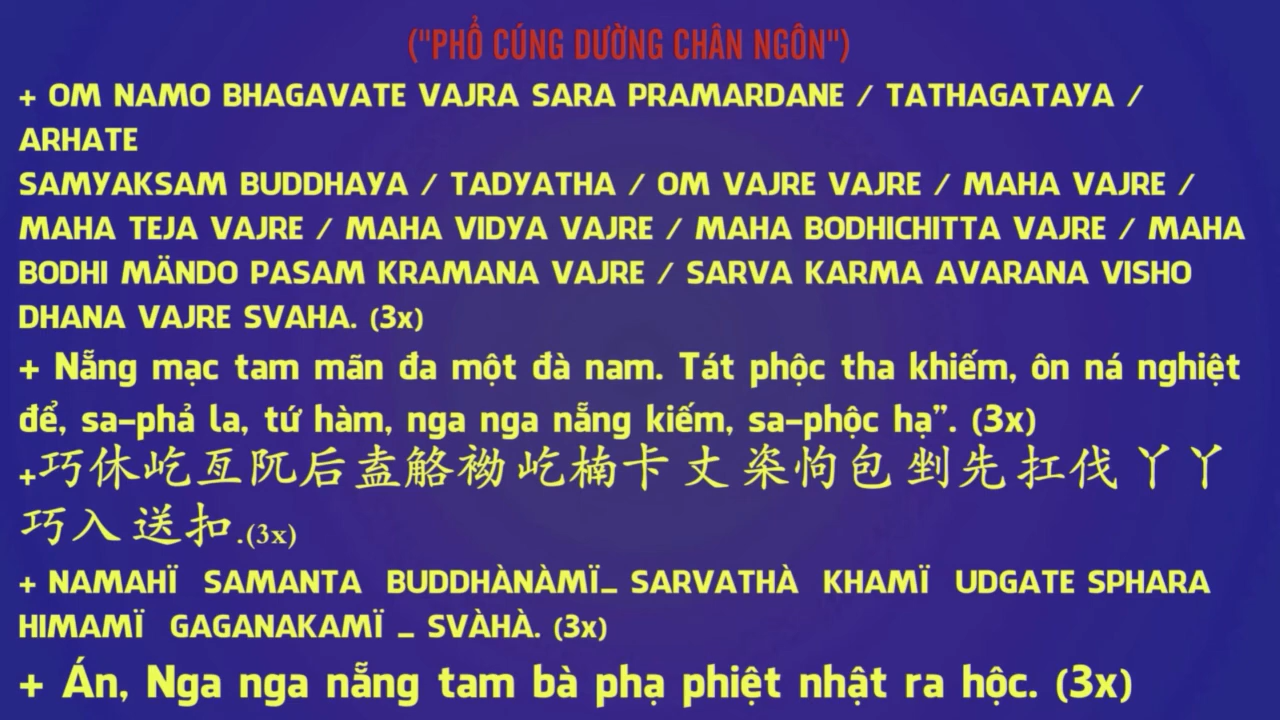 ("PHỔ CÚNG DƯỜNG CHÂN NGÔN")
+ OM NAMO BHAGAVATE VAJRA SARA PRAMARDANE / TATHAGATAYA /
ARHATE
SAMYAKSAM BUDDHAYA / TADYATHA / OM VAJRE VAJRE / MAHA VAJRE /
MAHA TEJA VAJRE / MAHA VIDYA VAJRE / MAHA BODHICHITTA VAJRE / MAHA
BODHI MÄNDO PASAM KRAMANA VAJRE / SARVA KARMA AVARANA VISHO
DHANA VAJRE SVAHA. (3x)
+ Nẵng mạc tam mãn đa một đà nam. Tát phộc tha khiếm, ôn ná nghiệt
để, sa-phả la, tứ hàm, nga nga nẵng kiếm, sa-phộc hạ”. (3x)
+巧休屹亙阢后盍觡袎屹楠卡丈 栥怐包 剉先扛伐 丫丫
巧入送扣.(3x)
+ NAMAHÏ SAMANTA BUDDHÀNÀMÏ_ SARVATHÀ KHAMÏ UDGATE SPHARA
HIMAMÏ GAGANAKAMÏ _ SVÀHÀ. (3x)
+ Án, Nga nga nẵng tam bà phạ phiệt nhật ra hộc. (3x)